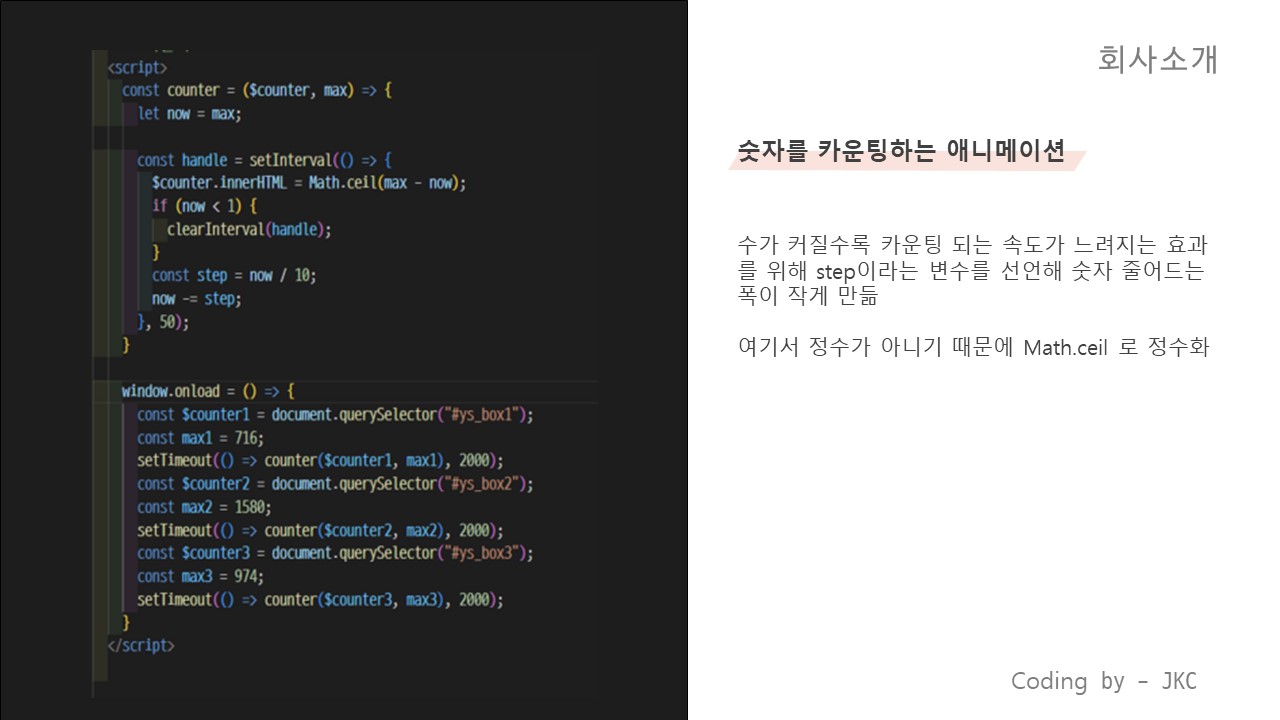 <script>
const counter = ($counter, max) => {
let now = max;
const handle = setInterval(() => {
$counter.innerHTML = Math.ceil(max - now);
if (now < 1) {
clearInterval(handle);
}
const step = now / 10;
now -= step;
}, 50);
}
window.onload = () => {
const $counter1 = document.querySelector("#ys_box1");
const max1 = 716;
setTimeout(() => counter($counter1, max1), 2000);
const $counter2 = document.querySelector("#ys_box2");
const max2 = 1580;
setTimeout(() => counter($counter2, max2), 2000);
const $counter3 = document.querySelector("#ys_box3");
const max3 = 974;
setTimeout(() => counter($counter3, max3), 2000);
}
</script>
회사소개
숫자를 카운팅하는 애니메이션
수가 커질수록 카운팅 되는 속도가 느려지는 효과
를 위해 step이라는 변수를 선언해 숫자 줄어드는
폭이 작게 만듦
여기서 정수가 아니기 때문에 Math.ceil 로 정수화
Coding by – JKC